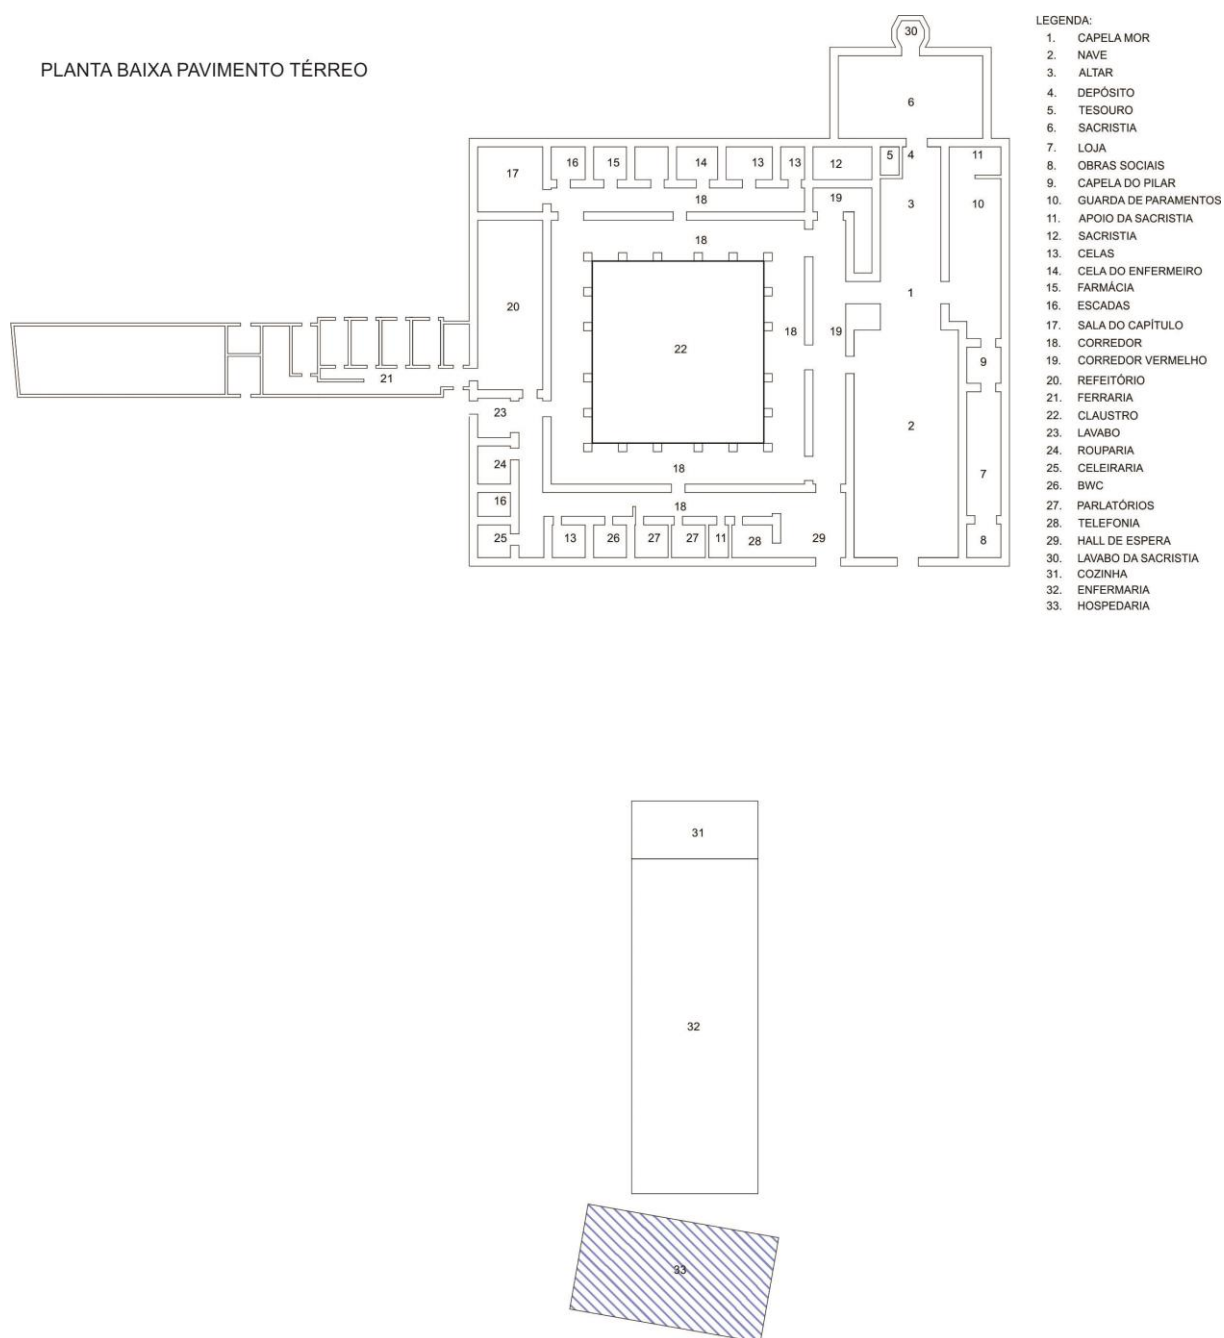 PLANTA BAIXA PAVIMENTO TÉRREO
LEGENDA:
1. CAPELA MOR
2. NAVE
3. ALTAR
4. DEPÓSITO
5. TESOURO
6. SACRISTIA
7. LOJA
8. OBRAS SOCIAIS
9. CAPELA DO PILAR
10. GUARDA DE PARAMENTOS
11. APOIO DA SACRISTIA
12. SACRISTIA
13. CELAS
14. CELA DO ENFERMEIRO
15. FARMÁCIA
16. ESCADAS
17. SALA DO CAPÍTULO
18. CORREDOR
19. CORREDOR VERMELHO
20. REFEITÓRIO
21. FERRARIA
22. CLAUSTRO
23. LAVABO
24. ROUPARIA
25. CELEIRARIA
26. BWC
27. PARLATÓRIOS
28. TELEFONIA
29. HALL DE ESPERA
30. LAVABO DA SACRISTIA
31. COZINHA
32. ENFERMARIA
33. HOSPEDARIA
30
6
17 16 15 14 13 13 12 5 4 11
18 19 3 10
18
20 1
22 18 19
9
21
23
2
24 18 7
16 18
25 13 26 27 27 11 28 29 8
31
32
33